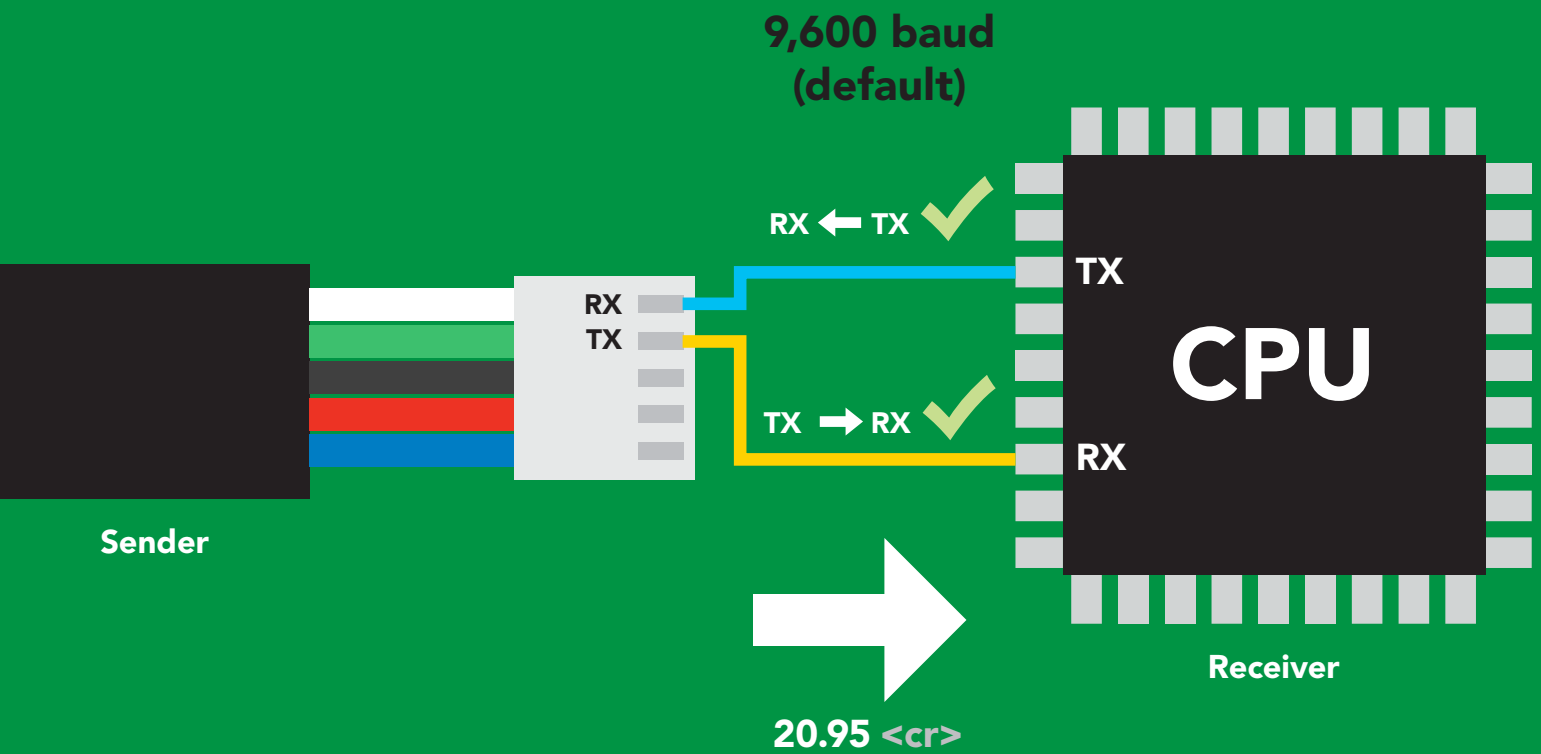 9,600 baud
(default)
RX TX
TX
RX
TX
CPU
TX RX
RX
Sender
Receiver
20.95 <cr>